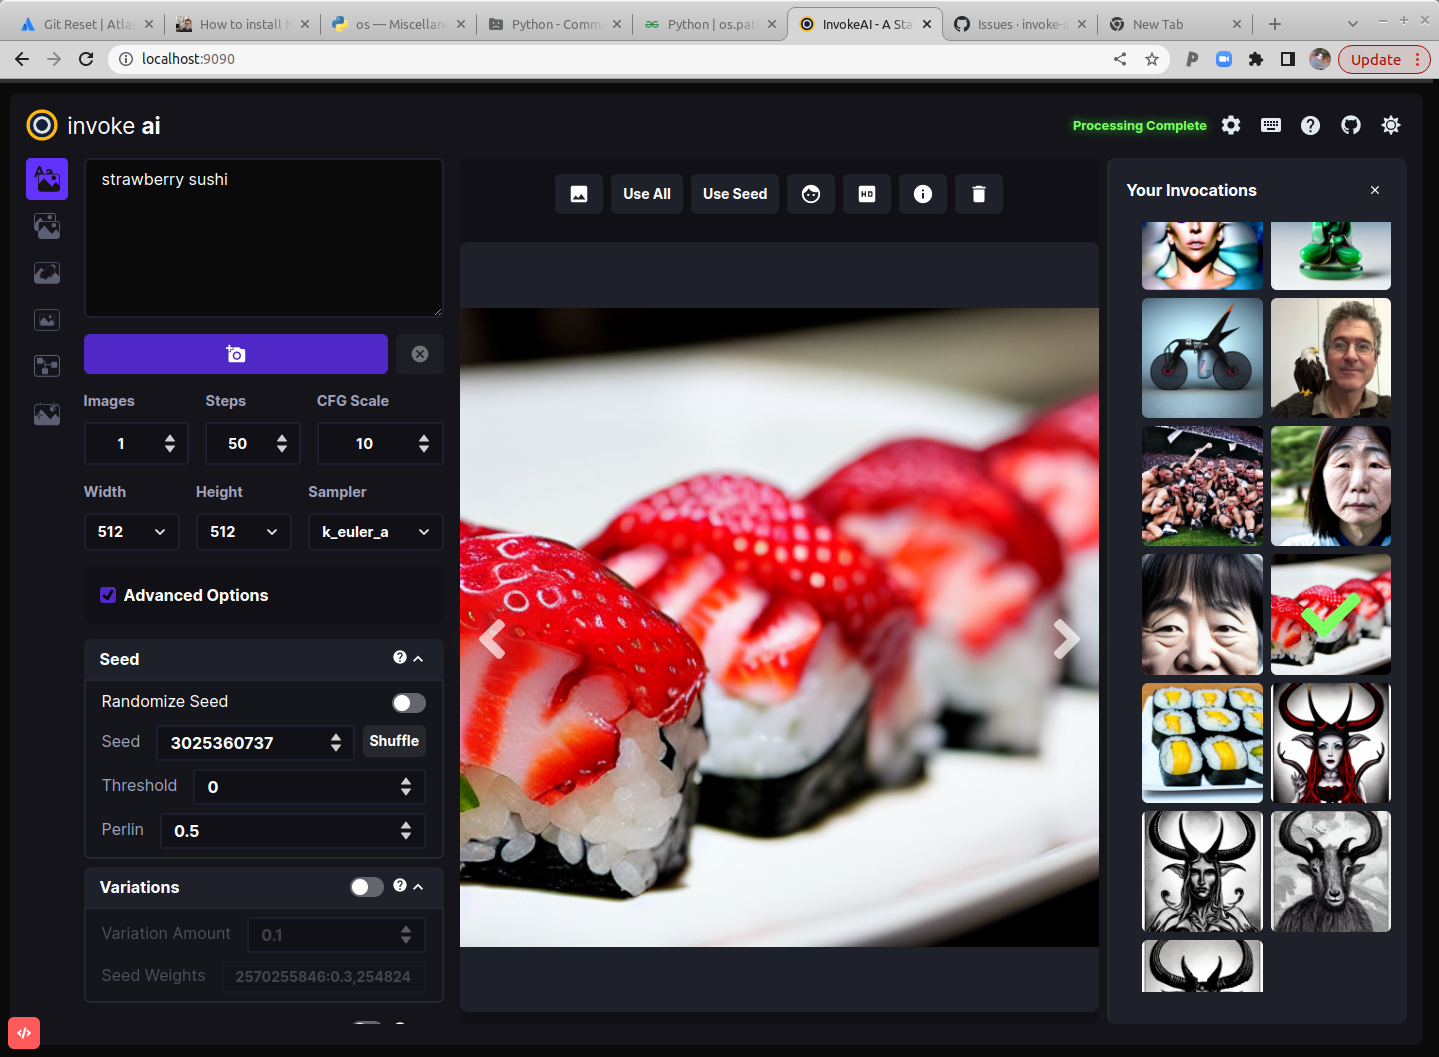 Git Reset | Atlas
How to install N
os — Miscellan
Python - Comm
Python | os.pat
InvokeAI - A Sta
Issues · invoke-a
New Tab
localhost:9090
Update
invoke ai
Processing Complete
strawberry sushi
Use All
Use Seed
HD
Your Invocations
Images
Steps
CFG Scale
1
50
10
Width
Height
Sampler
512
512
k_euler_a
Advanced Options
Seed
Randomize Seed
Seed
3025360737
Shuffle
Threshold
0
Perlin
0.5
Variations
Variation Amount
0.1
Seed Weights
2570255846:0.3,254824